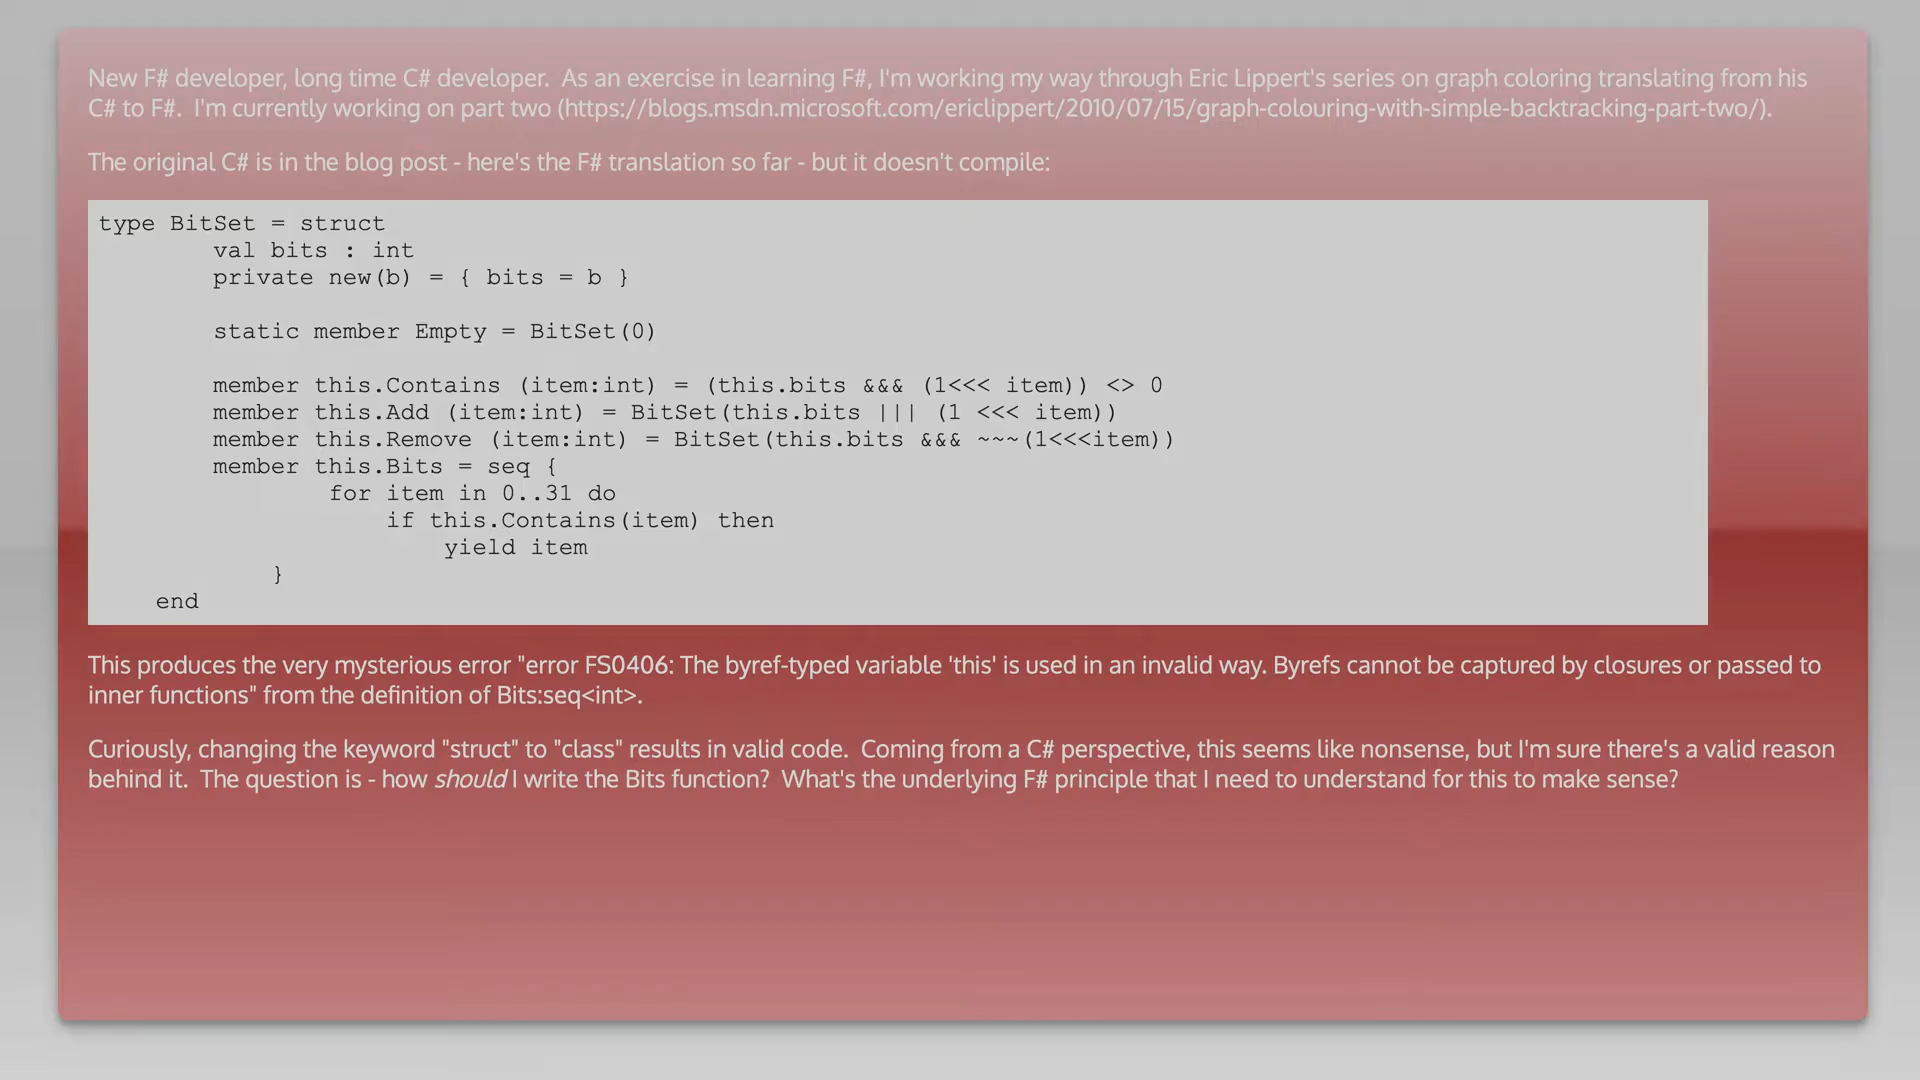 New F# developer, long time C# developer.  As an exercise in learning F#, I'm working my way through Eric Lippert's series on graph coloring translating from his
C# to F#.  I'm currently working on part two (https://blogs.msdn.microsoft.com/ericlippert/2010/07/15/graph-colouring-with-simple-backtracking-part-two/).
The original C# is in the blog post - here's the F# translation so far - but it doesn't compile:
type BitSet = struct
        val bits : int
        private new(b) = { bits = b }
        static member Empty = BitSet(0)
        member this.Contains (item:int) = (this.bits &&& (1<<< item)) <> 0
        member this.Add (item:int) = BitSet(this.bits ||| (1 <<< item))
        member this.Remove (item:int) = BitSet(this.bits &&& ~~~(1<<<item))
        member this.Bits = seq {
                for item in 0..31 do
                    if this.Contains(item) then
                        yield item
            }
    end
This produces the very mysterious error "error FS0406: The byref-typed variable 'this' is used in an invalid way. Byrefs cannot be captured by closures or passed to
inner functions" from the definition of Bits:seq<int>.
Curiously, changing the keyword "struct" to "class" results in valid code.  Coming from a C# perspective, this seems like nonsense, but I'm sure there's a valid reason
behind it.  The question is - how should I write the Bits function?  What's the underlying F# principle that I need to understand for this to make sense?